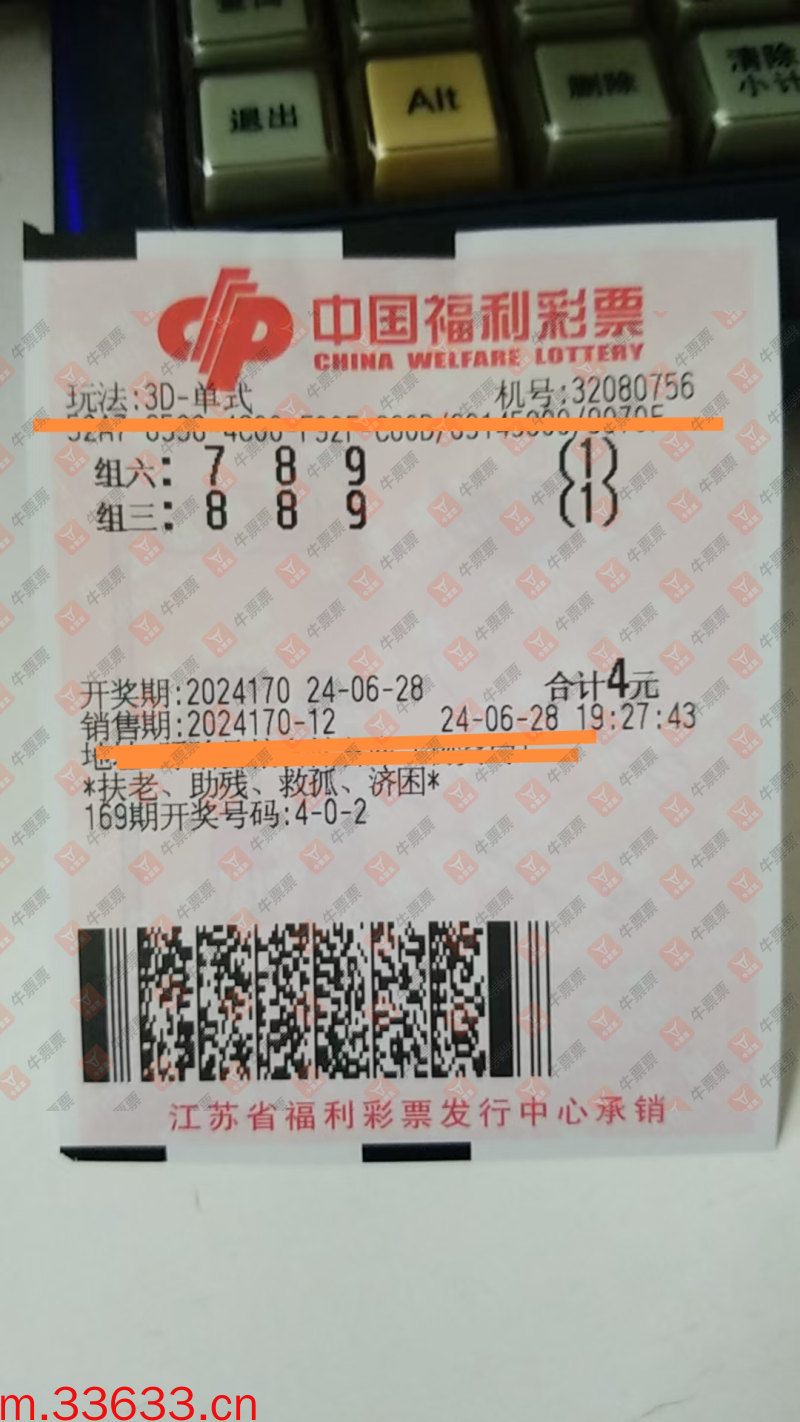 退出
Alt
删除
清除
小计
中国福利彩票
CHINA WELFARE LOTTERY
玩法:3D-单式 机号:32080756
组六: 7 8 9 (1)
组三: 8 8 9 (1)
开奖期:2024170 24-06-28 合计4元
销售期:2024170-12 24-06-28 19:27:43
*扶老、助残、救孤、济困*
169期开奖号码:4-0-2
江苏省福利彩票发行中心承销
牛票票
m.33633.cn